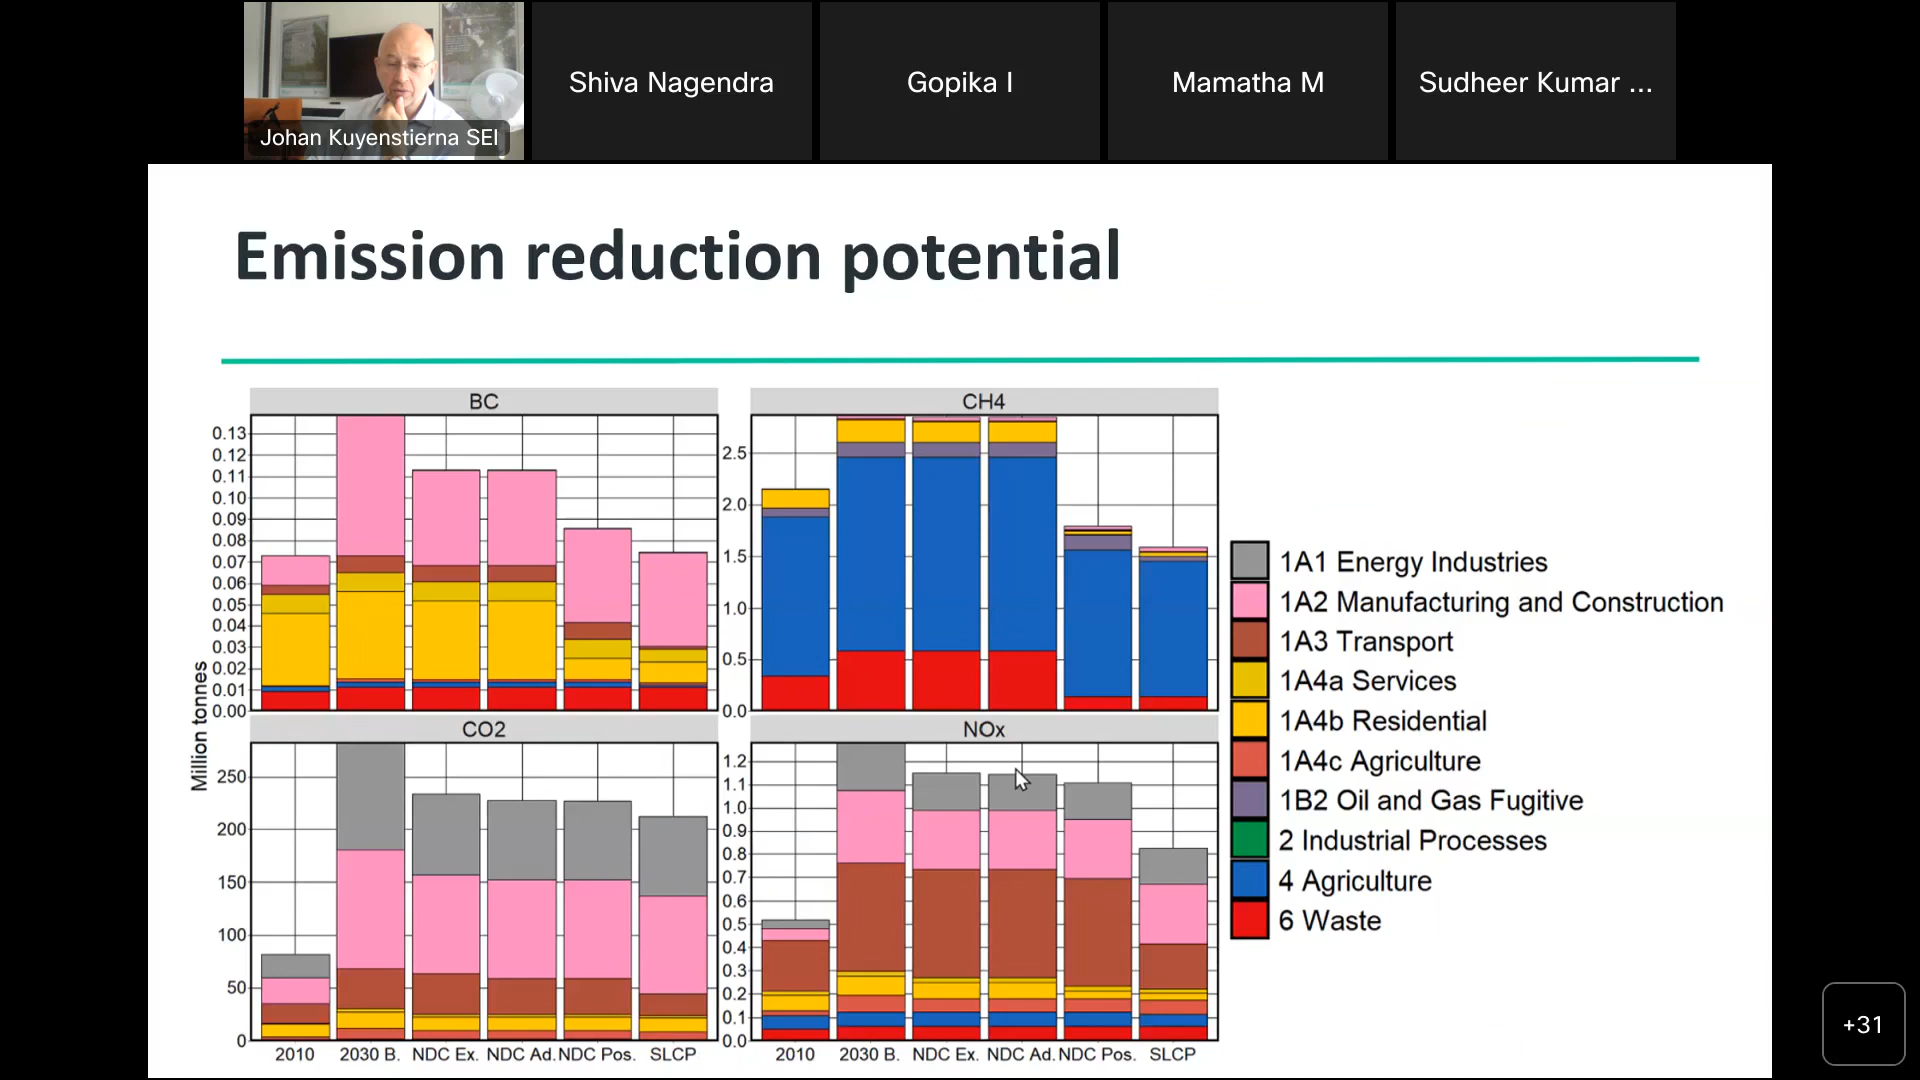 Johan Kuyenstierna SEI
Shiva Nagendra
Gopika I
Mamatha M
Sudheer Kumar ...
Emission reduction potential
BC
CH4
0.13
0.12
0.11
0.10
0.09
0.08
0.07
0.06
0.05
0.04
0.03
0.02
0.01
0.00
2.5
2.0
1.5
1.0
0.5
0.0
Million tonnes
CO2
NOx
250
200
150
100
50
0
1.2
1.1
1.0
0.9
0.8
0.7
0.6
0.5
0.4
0.3
0.2
0.1
0.0
2010 2030 B. NDC Ex. NDC Ad. NDC Pos. SLCP
2010 2030 B. NDC Ex. NDC Ad. NDC Pos. SLCP
1A1 Energy Industries
1A2 Manufacturing and Construction
1A3 Transport
1A4a Services
1A4b Residential
1A4c Agriculture
1B2 Oil and Gas Fugitive
2 Industrial Processes
4 Agriculture
6 Waste
+31